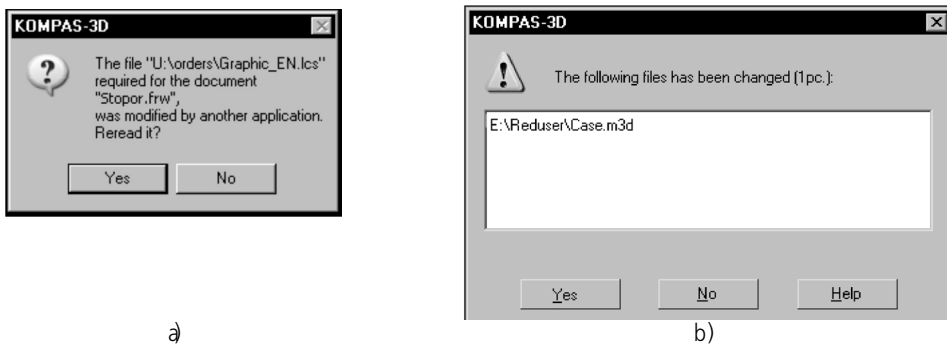 KOMPAS-3D
The file "U:\orders\Graphic_EN.lcs"
required for the document
"Stopor.frw",
was modified by another application.
Reread it?
Yes
No
a)
KOMPAS-3D
The following files has been changed (1pc.):
E:\Reduser\Case.m3d
Yes
No
Help
b)